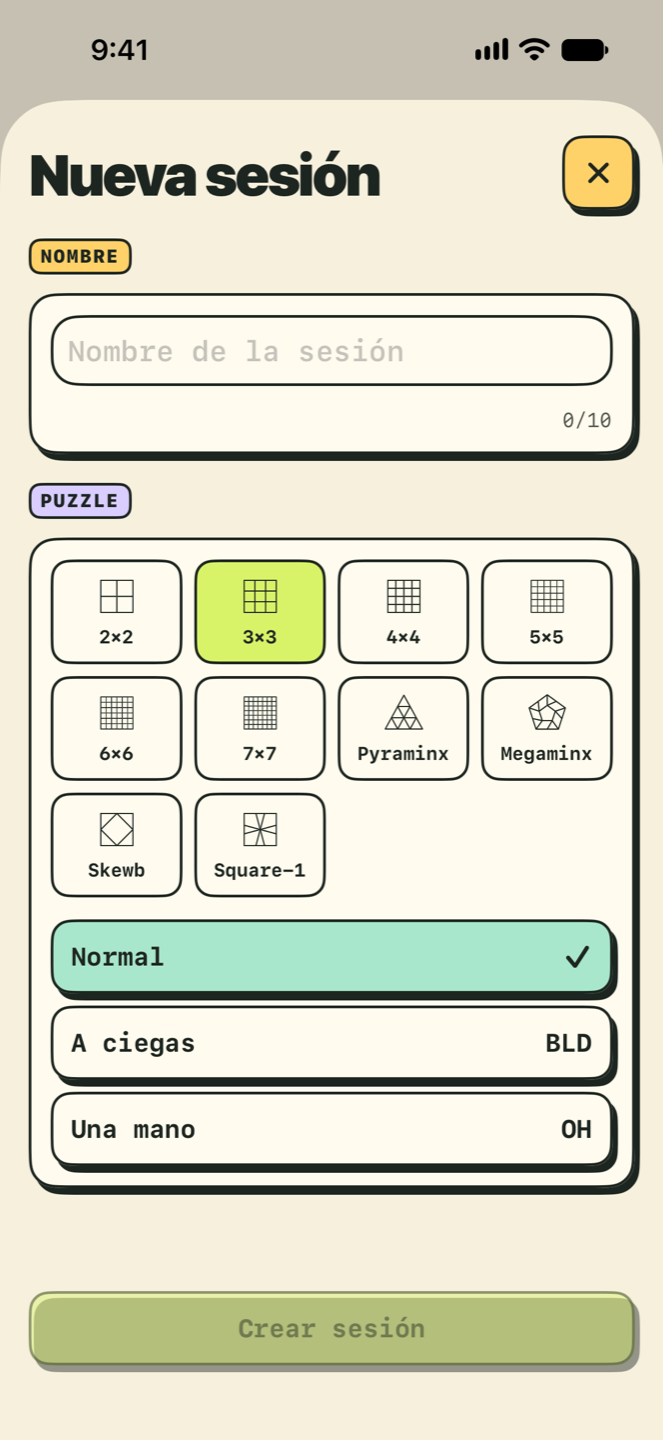 9:41
Nueva sesión
NOMBRE
Nombre de la sesión
0/10
PUZZLE
2×2
3×3
4×4
5×5
6×6
7×7
Pyraminx
Megaminx
Skewb
Square-1
Normal
A ciegas BLD
Una mano OH
Crear sesión